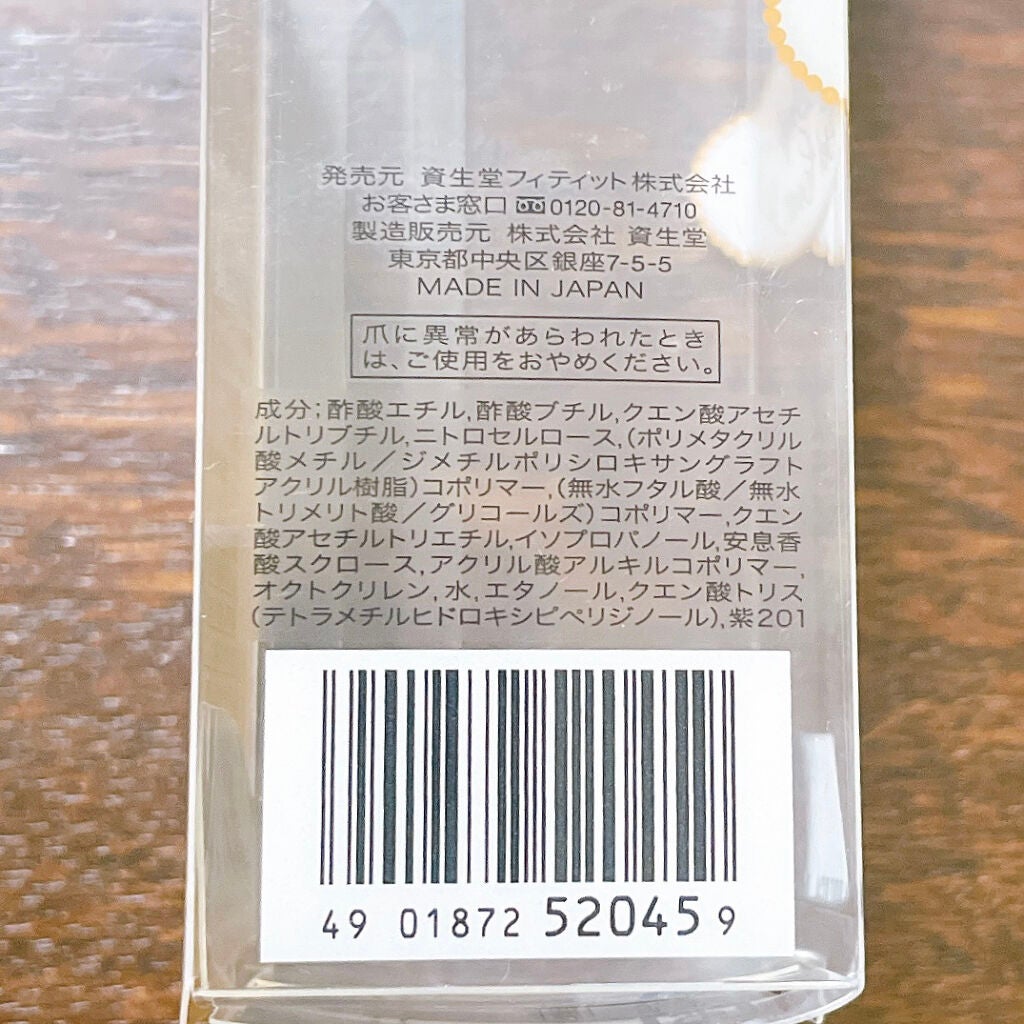 発売元 資生堂フィティット株式会社
お客さま窓口 0120-81-4710
製造販売元 株式会社 資生堂
東京都中央区銀座7-5-5
MADE IN JAPAN
爪に異常があらわれたとき
は、ご使用をおやめください。
成分;酢酸エチル,酢酸ブチル,クエン酸アセチ
ルトリブチル,ニトロセルロース,(ポリメタクリル
酸メチル/ジメチルポリシロキサングラフト
アクリル樹脂)コポリマー,(無水フタル酸/無水
トリメリト酸/グリコールズ)コポリマー,クエン
酸アセチルトリエチル,イソプロパノール,安息香
酸スクロース,アクリル酸アルキルコポリマー,
オクトクリレン,水,エタノール,クエン酸トリス
(テトラメチルヒドロキシピペリジノール),紫201
49 01872 52045 9